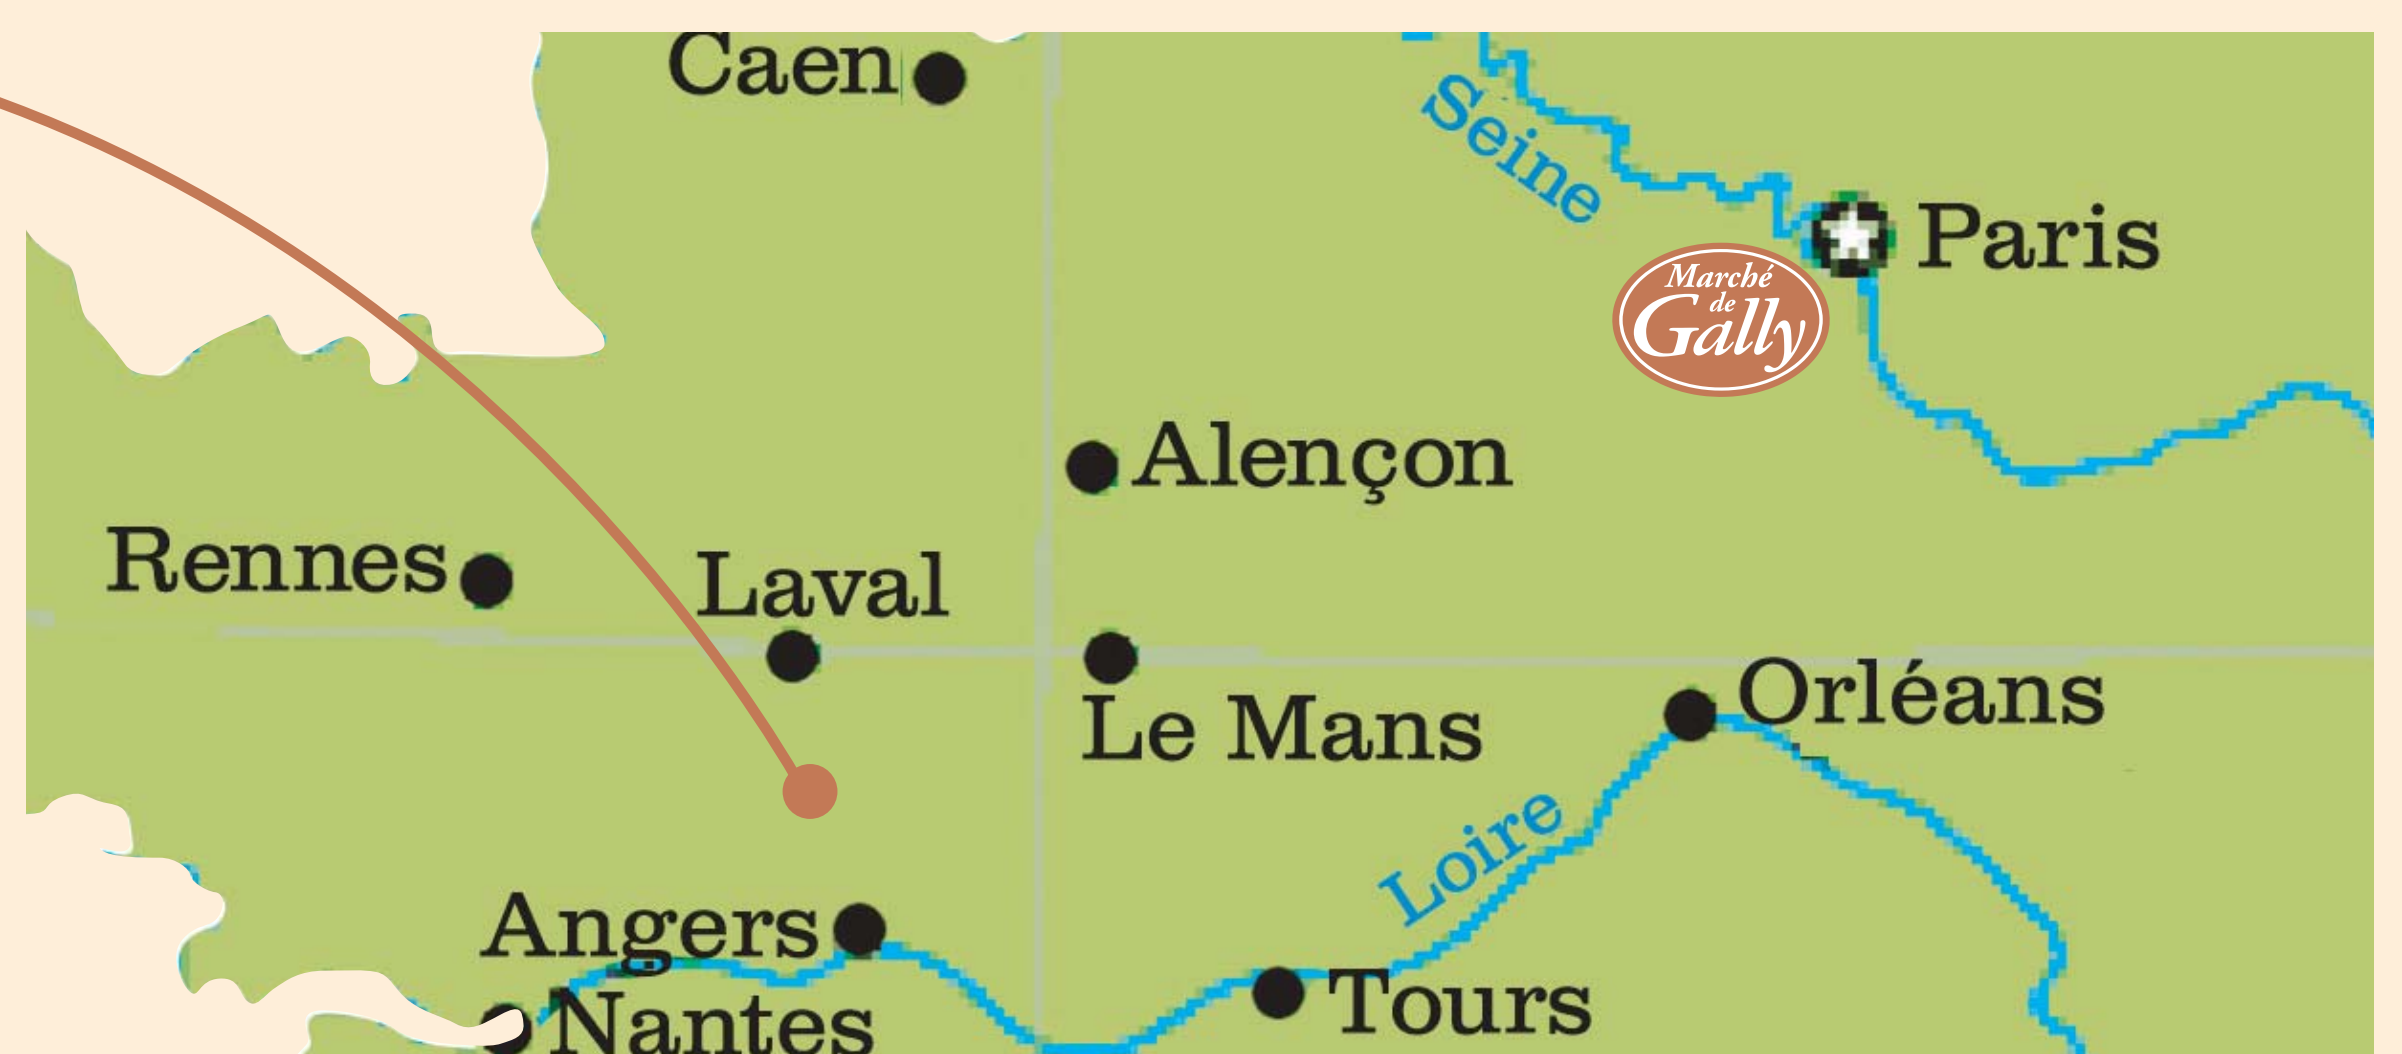 Caen
Seine
Paris
Marché
de
Gally
Alençon
Rennes
Laval
Le Mans
Orléans
Loire
Angers
Nantes
Tours